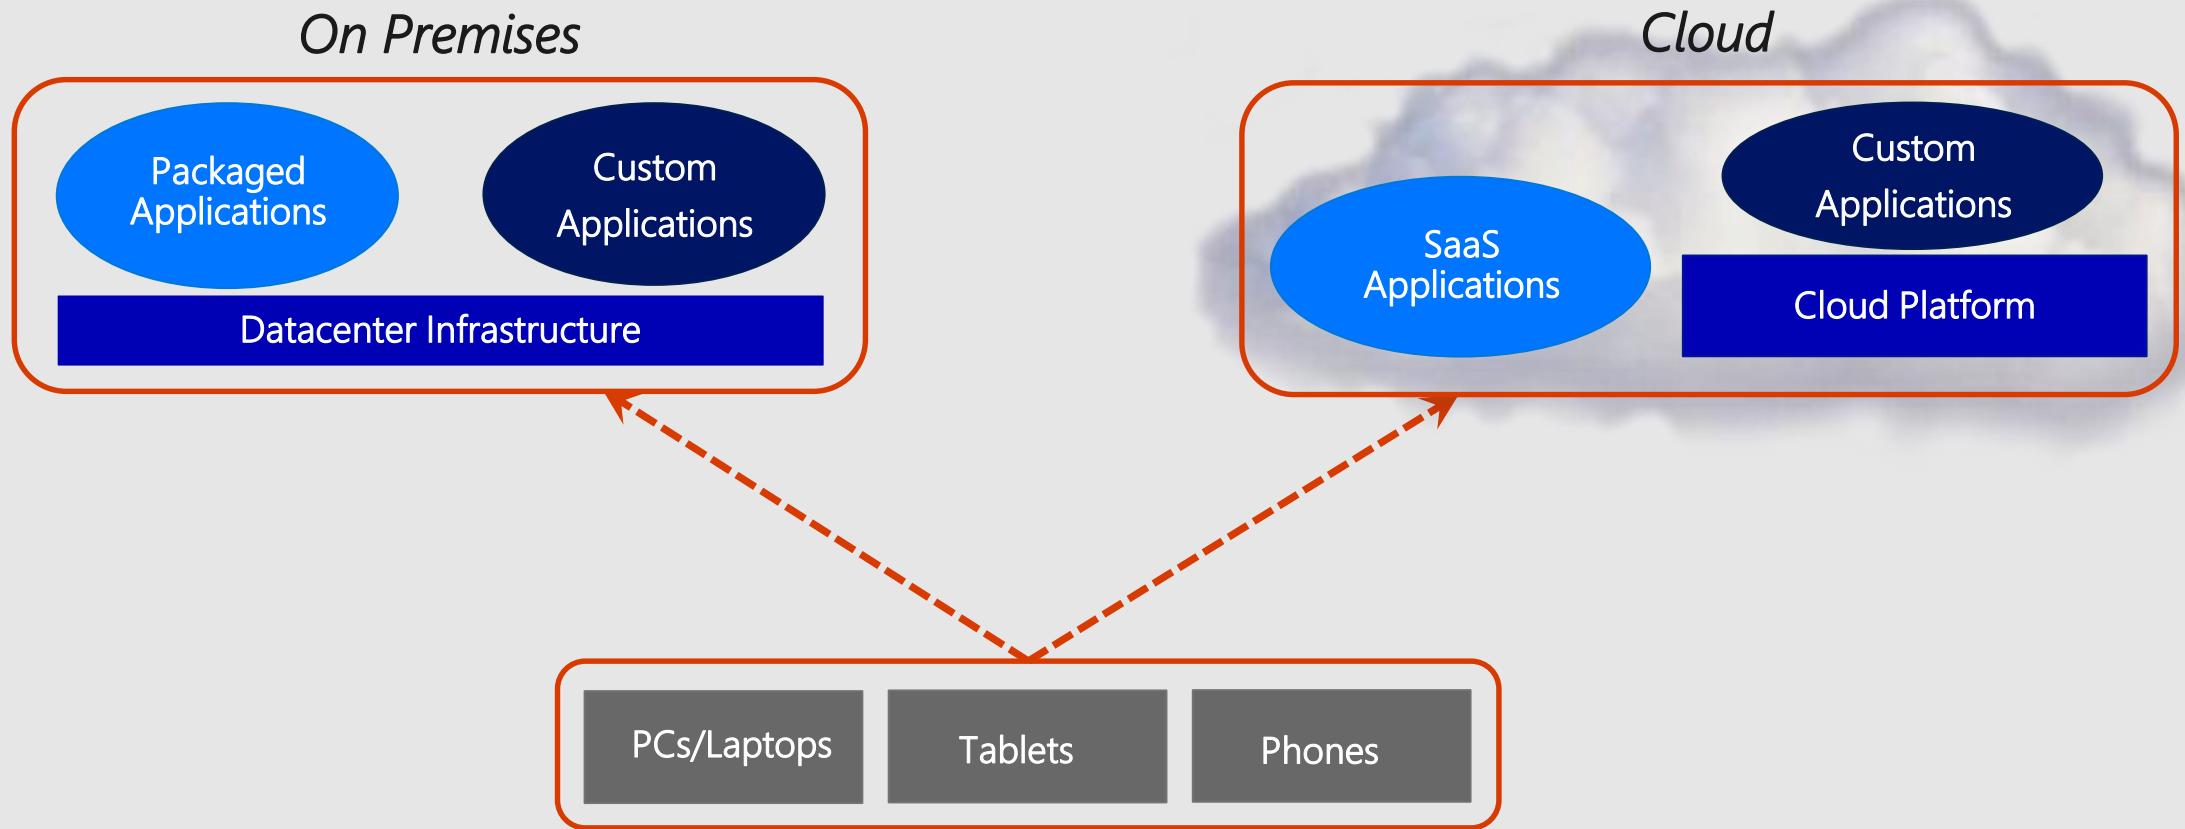 On Premises
Packaged
Applications
Custom
Applications
Datacenter Infrastructure
Cloud
SaaS
Applications
Custom
Applications
Cloud Platform
PCs/Laptops
Tablets
Phones